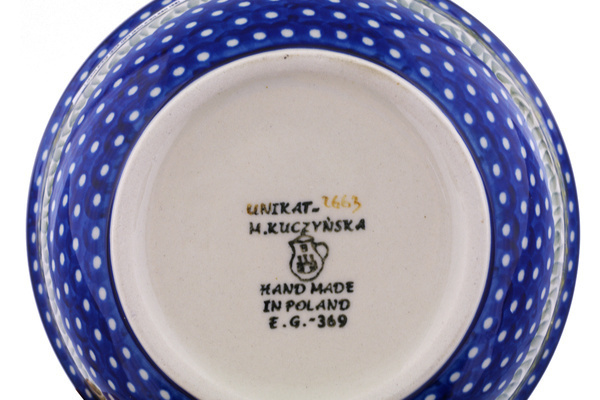 UNIKAT-2663
M.KUCZYŃSKA
HAND MADE
IN POLAND
E.G.-369